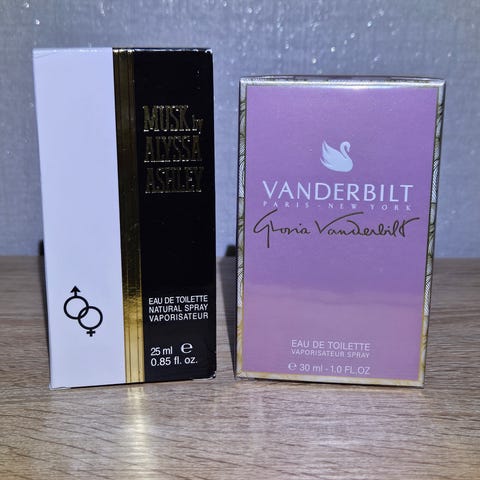 MUSK by
ALYSSA
ASHLEY
EAU DE TOILETTE
NATURAL SPRAY
VAPORISATEUR
25 ml ℮
0.85 fl. oz.
VANDERBILT
PARIS - NEW YORK
Gloria Vanderbilt
EAU DE TOILETTE
VAPORISATEUR SPRAY
℮ 30 ml - 1.0 FL.OZ